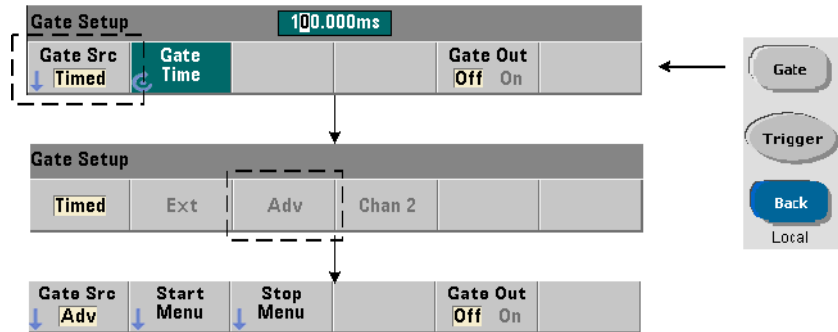 Gate Setup 100.000ms
Gate Src Gate Gate Out
Timed Time Off On
Gate
Trigger
Back
Local
Gate Setup
Timed Ext Adv Chan 2
Gate Src Start Stop Gate Out
Adv Menu Menu Off On